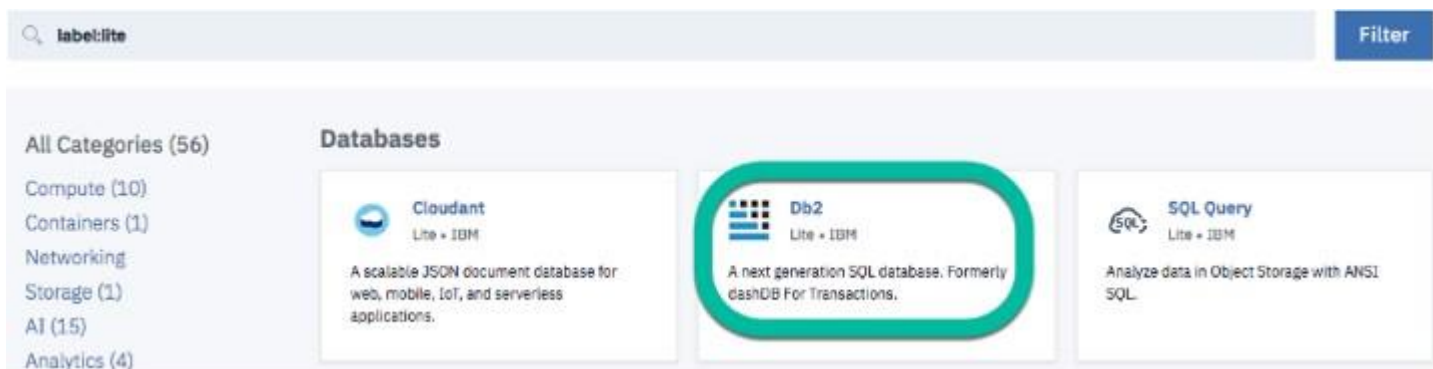 label:lite
Filter
All Categories (56)
Compute (10)
Containers (1)
Networking
Storage (1)
AI (15)
Analytics (4)
Databases
Cloudant
Lite • IBM
A scalable JSON document database for
web, mobile, IoT, and serverless
applications.
Db2
Lite • IBM
A next generation SQL database. Formerly
dashDB For Transactions.
SQL
SQL Query
Lite • IBM
Analyze data in Object Storage with ANSI
SQL.